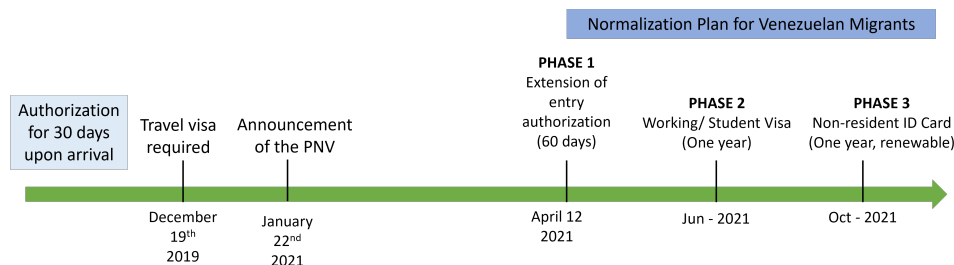 Normalization Plan for Venezuelan Migrants
Authorization
for 30 days
upon arrival
Travel visa
required
Announcement
of the PNV
PHASE 1
Extension of
entry
authorization
(60 days)
PHASE 2
Working/ Student Visa
(One year)
PHASE 3
Non-resident ID Card
(One year, renewable)
December
19th
2019
January
22nd
2021
April 12
2021
Jun - 2021
Oct - 2021